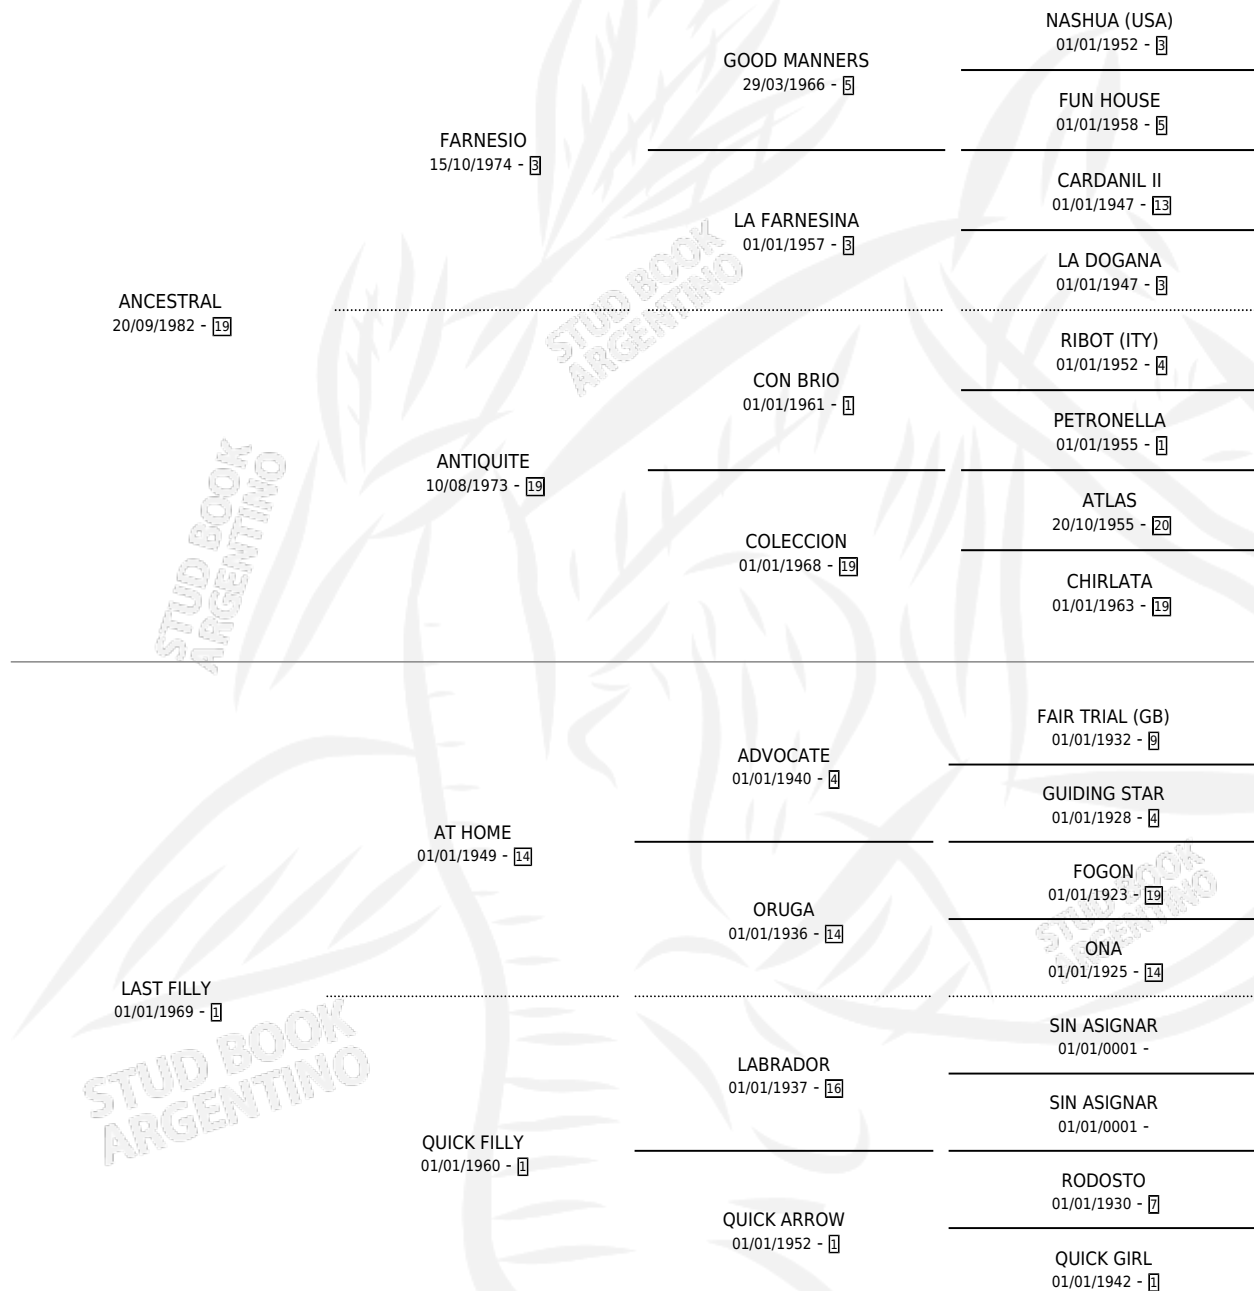 NASHUA (USA)
01/01/1952 - 3
GOOD MANNERS
29/03/1966 - 5
FUN HOUSE
01/01/1958 - 5
FARNESIO
15/10/1974 - 3
CARDANIL II
01/01/1947 - 13
LA FARNESINA
01/01/1957 - 3
LA DOGANA
01/01/1947 - 3
ANCESTRAL
20/09/1982 - 19
RIBOT (ITY)
01/01/1952 - 4
CON BRIO
01/01/1961 - 1
PETRONELLA
01/01/1955 - 1
ANTIQUITE
10/08/1973 - 19
ATLAS
20/10/1955 - 20
COLECCION
01/01/1968 - 19
CHIRLATA
01/01/1963 - 19
FAIR TRIAL (GB)
01/01/1932 - 9
ADVOCATE
01/01/1940 - 4
GUIDING STAR
01/01/1928 - 4
AT HOME
01/01/1949 - 14
FOGON
01/01/1923 - 19
ORUGA
01/01/1936 - 14
ONA
01/01/1925 - 14
LAST FILLY
01/01/1969 - 1
SIN ASIGNAR
01/01/0001 -
LABRADOR
01/01/1937 - 16
SIN ASIGNAR
01/01/0001 -
QUICK FILLY
01/01/1960 - 1
RODOSTO
01/01/1930 - 7
QUICK ARROW
01/01/1952 - 1
QUICK GIRL
01/01/1942 - 1
STUD BOOK
ARGENTINO
STUD BOOK
ARGENTINO
STUD BOOK
ARGENTINO
STUD BOOK
ARGENTINO